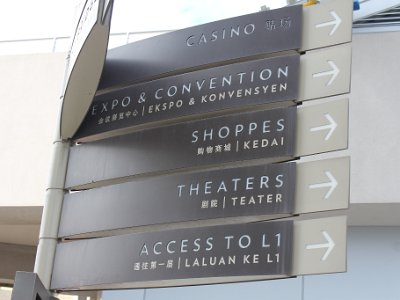 CASINO 赌场
EXPO & CONVENTION
会议展览中心 | EKSPO & KONVENSYEN
SHOPPES
购物商城 | KEDAI
THEATERS
剧院 | TEATER
ACCESS TO L1
通往第一层 | LALUAN KE L1